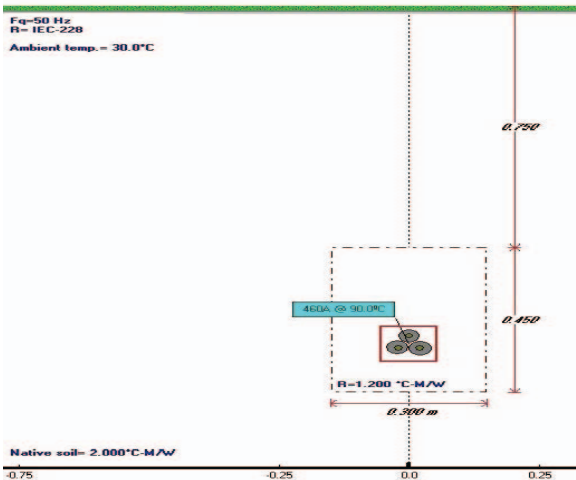 Fq=50 Hz
R= IEC-228
Ambient temp.= 30.0°C
0.750
460A @ 90.0°C
0.450
R=1.200 °C-M/W
0.300 m
Native soil= 2.000°C-M/W
-0.75
-0.25
0.0
0.25